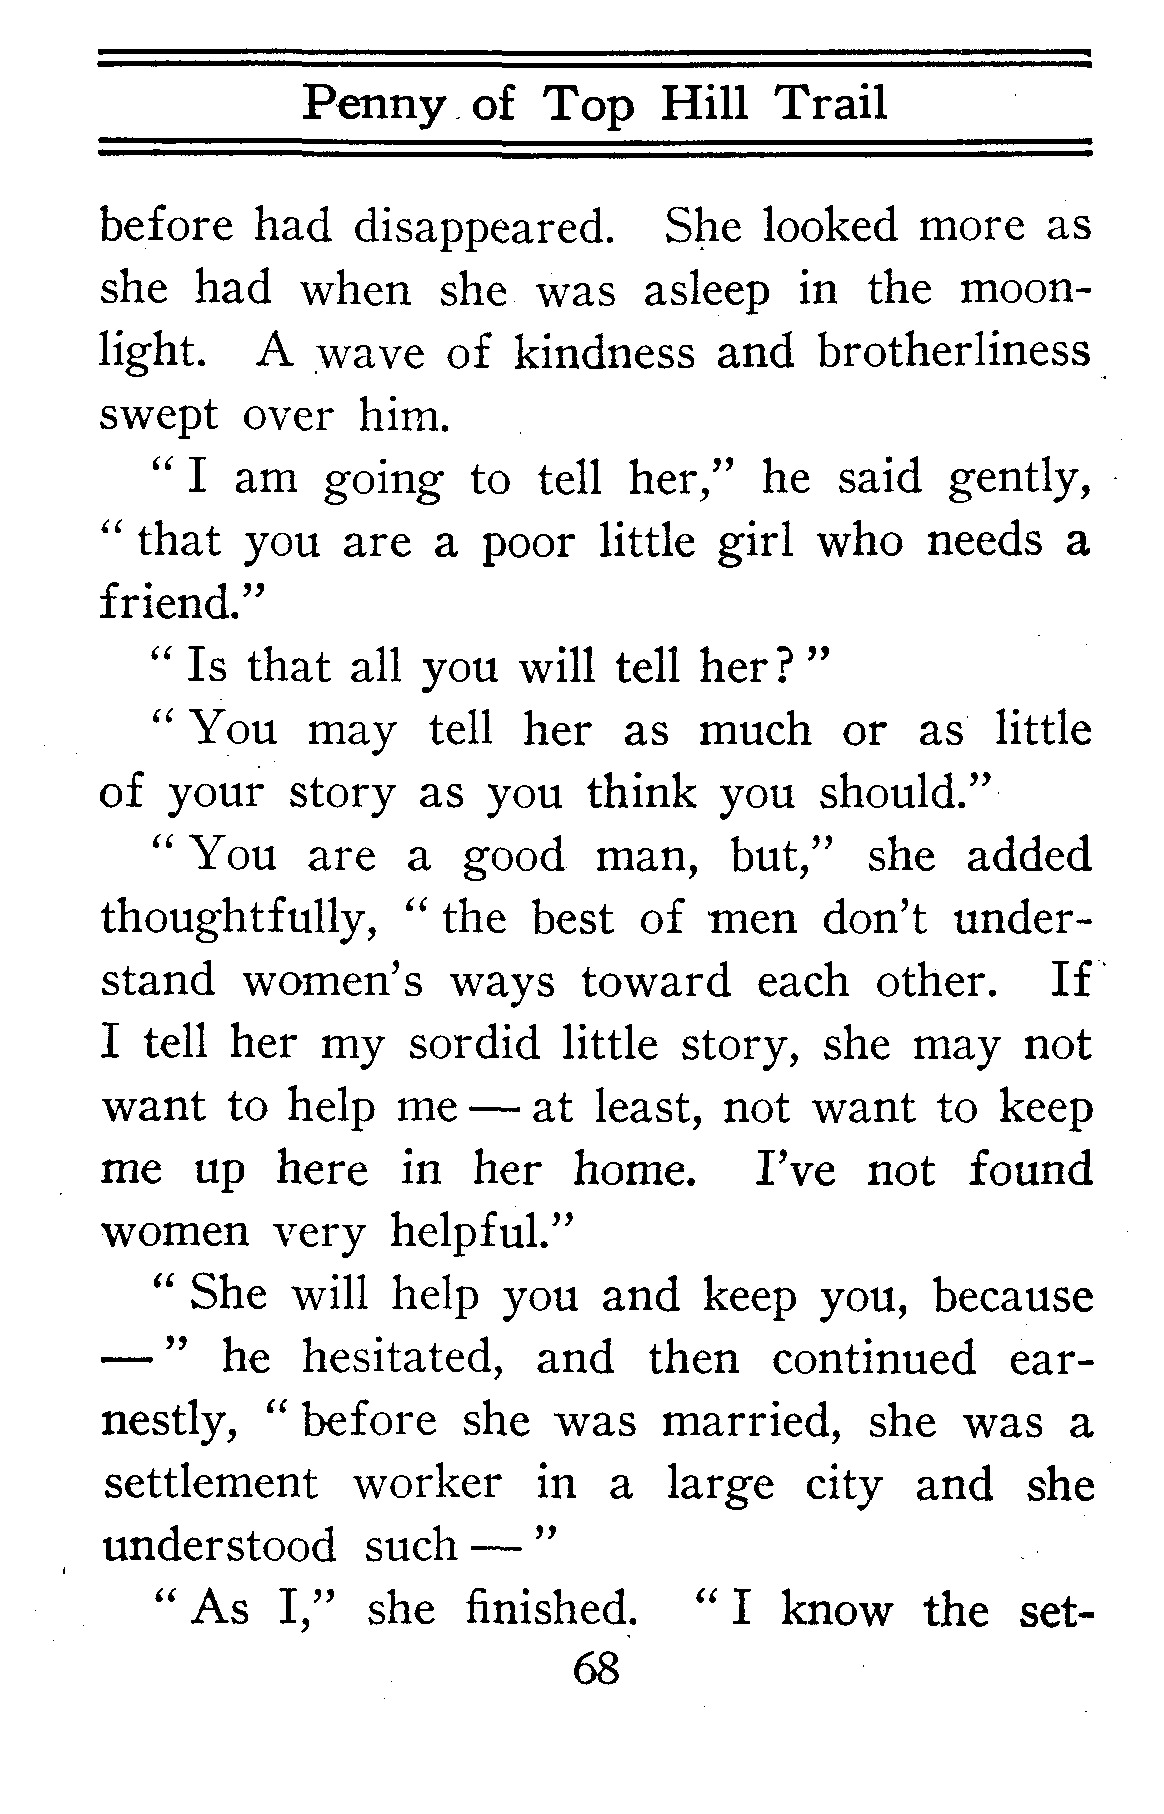 Penny of Top Hill Trail
before had disappeared. She looked more as
she had when she was asleep in the moon-
light. A wave of kindness and brotherliness
swept over him.
“ I am going to tell her,” he said gently,
“ that you are a poor little girl who needs a
friend.”
“ Is that all you will tell her? ”
“ You may tell her as much or as little
of your story as you think you should.”
“ You are a good man, but,” she added
thoughtfully, “ the best of men don’t under-
stand women’s ways toward each other. If
I tell her my sordid little story, she may not
want to help me — at least, not want to keep
me up here in her home. I’ve not found
women very helpful.”
“ She will help you and keep you, because
— ” he hesitated, and then continued ear-
nestly, “ before she was married, she was a
settlement worker in a large city and she
understood such — ”
“ As I,” she finished. “ I know the set-
68